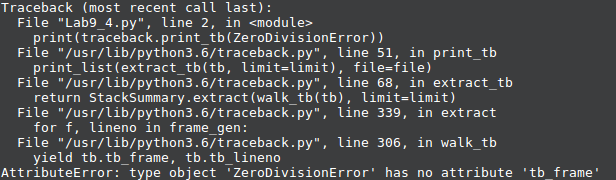 Traceback (most recent call last):
  File "Lab9_4.py", line 2, in <module>
    print(traceback.print_tb(ZeroDivisionError))
  File "/usr/lib/python3.6/traceback.py", line 51, in print_tb
    print_list(extract_tb(tb, limit=limit), file=file)
  File "/usr/lib/python3.6/traceback.py", line 68, in extract_tb
    return StackSummary.extract(walk_tb(tb), limit=limit)
  File "/usr/lib/python3.6/traceback.py", line 339, in extract
    for f, lineno in frame_gen:
  File "/usr/lib/python3.6/traceback.py", line 306, in walk_tb
    yield tb.tb_frame, tb.tb_lineno
AttributeError: type object 'ZeroDivisionError' has no attribute 'tb_frame'